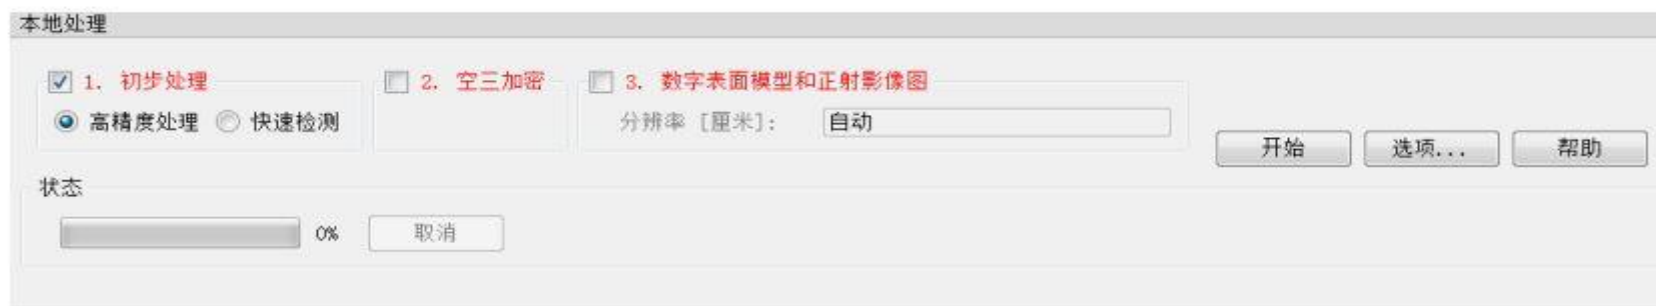 本地处理
1. 初步处理 2. 空三加密 3. 数字表面模型和正射影像图
高精度处理 快速检测 分辨率 [厘米]: 自动
开始 选项... 帮助
状态
0% 取消